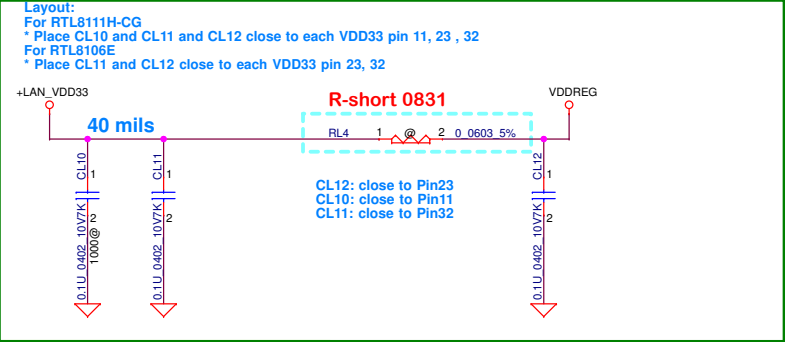 Layout:
For RTL8111H-CG
* Place CL10 and CL11 and CL12 close to each VDD33 pin 11, 23 , 32
For RTL8106E
* Place CL11 and CL12 close to each VDD33 pin 23, 32
+LAN_VDD33
R-short 0831
VDDREG
40 mils
RL4 1 @ 2 0_0603_5%
CL10
1
CL11
1
CL12
1
CL12: close to Pin23
CL10: close to Pin11
CL11: close to Pin32
2
0.1U_0402_10V7K
1000@
2
0.1U_0402_10V7K
2
0.1U_0402_10V7K